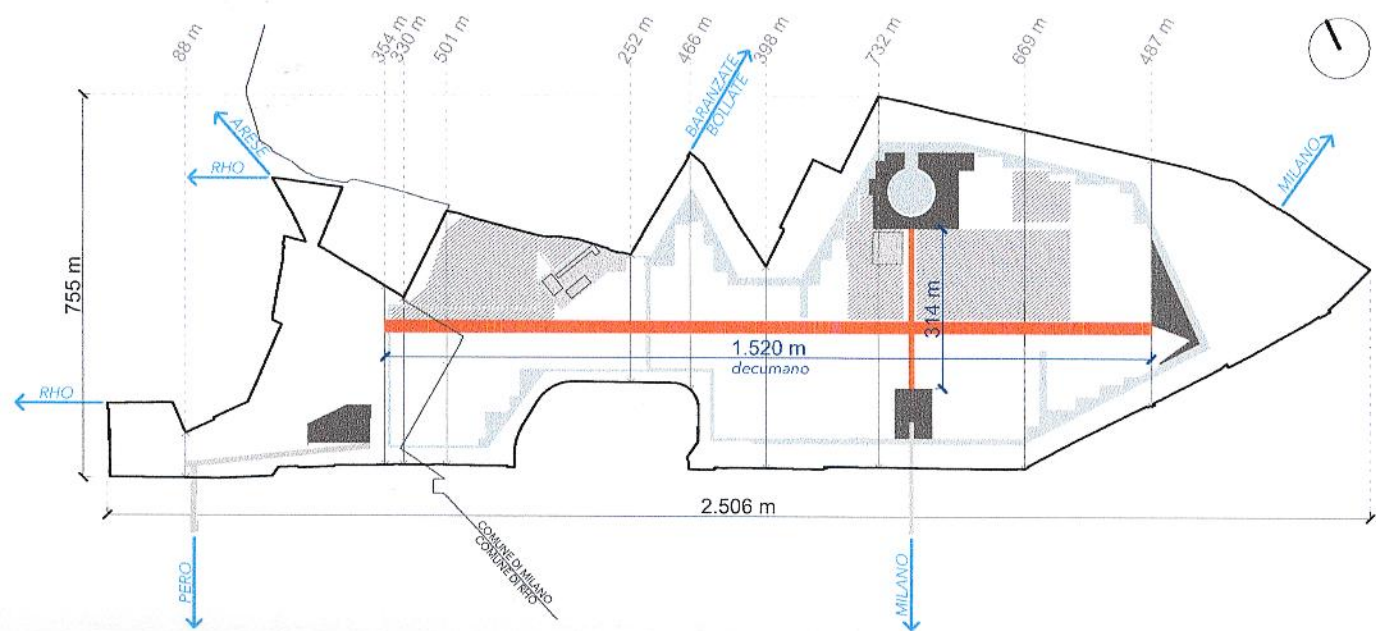 88 m
354 m
330 m
501 m
252 m
466 m
398 m
732 m
669 m
487 m
BARANZATE
BOLLATE
ARESE
RHO
MILANO
755 m
314 m
1.520 m
decumano
RHO
2.506 m
COMUNE DI MILANO
COMUNE DI RHO
PERO
MILANO